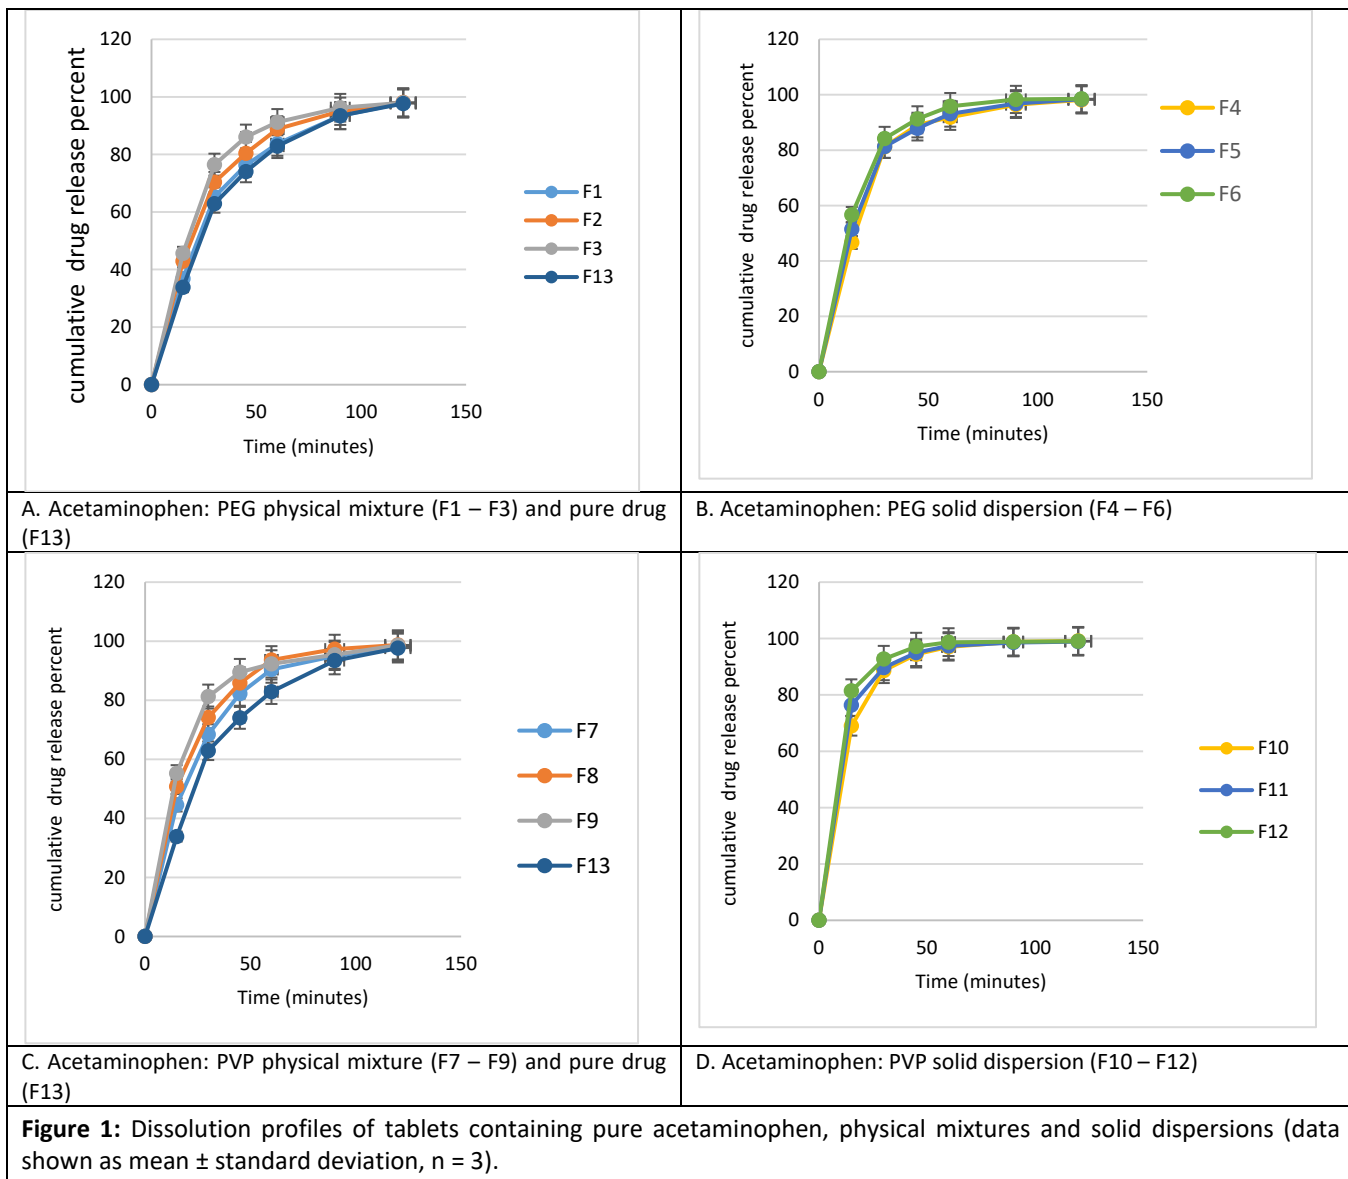 120
100
80
60
40
20
0
0
50
100
150
cumulative drug release percent
Time (minutes)
F1
F2
F3
F13
120
100
80
60
40
20
0
0
50
100
150
cumulative drug release percent
Time (minutes)
F4
F5
F6
A. Acetaminophen: PEG physical mixture (F1 – F3) and pure drug
(F13)
B. Acetaminophen: PEG solid dispersion (F4 – F6)
120
100
80
60
40
20
0
0
50
100
150
cumulative drug release percent
Time (minutes)
F7
F8
F9
F13
120
100
80
60
40
20
0
0
50
100
150
cumulative drug release percent
Time (minutes)
F10
F11
F12
C. Acetaminophen: PVP physical mixture (F7 – F9) and pure drug
(F13)
D. Acetaminophen: PVP solid dispersion (F10 – F12)
Figure 1: Dissolution profiles of tablets containing pure acetaminophen, physical mixtures and solid dispersions (data
shown as mean ± standard deviation, n = 3).